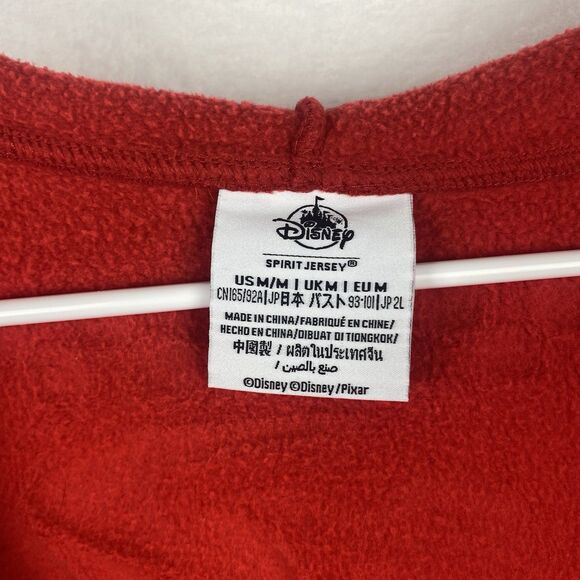 Disney
SPIRIT JERSEY®
US M/M | UK M | EU M
CN165/92A|JP日本 バスト 93-101|JP 2L
MADE IN CHINA/FABRIQUÉ EN CHINE/
HECHO EN CHINA/DIBUAT DI TIONGKOK/
中國製 / ผลิตในประเทศจีน
/ صنع بالصين
©Disney ©Disney/Pixar